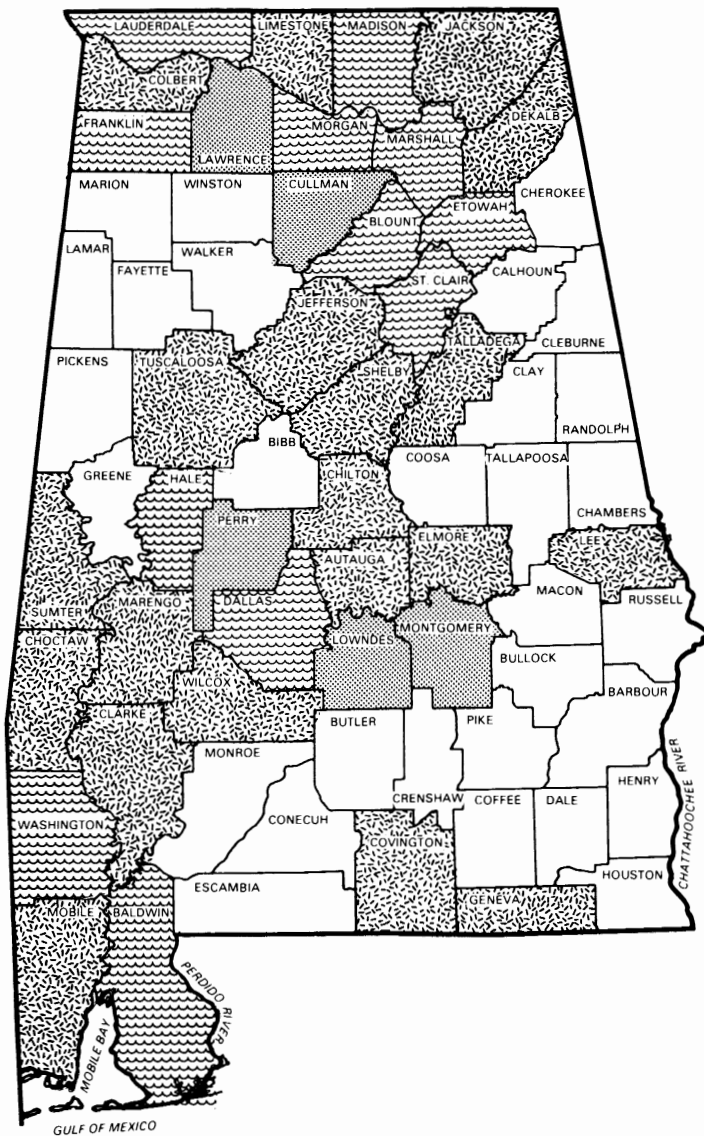 LAUDERDALE
LIMESTONE
MADISON
JACKSON
COLBERT
FRANKLIN
LAWRENCE
MORGAN
MARSHALL
DEKALB
MARION
WINSTON
CULLMAN
CHEROKEE
ETOWAH
BLOUNT
LAMAR
FAYETTE
WALKER
ST. CLAIR
CALHOUN
JEFFERSON
CLEBURNE
PICKENS
TUSCALOOSA
TALLADEGA
SHELBY
CLAY
RANDOLPH
BIBB
GREENE
HALE
CHILTON
COOSA
TALLAPOOSA
CHAMBERS
PERRY
ELMORE
LEE
SUMTER
MARENGO
DALLAS
AUTAUGA
MACON
RUSSELL
CHOCTAW
LOWNDES
MONTGOMERY
BULLOCK
WILCOX
BARBOUR
CLARKE
BUTLER
PIKE
MONROE
CRENSHAW
COFFEE
DALE
HENRY
WASHINGTON
CONECUH
COVINGTON
HOUSTON
CHATTAHOOCHEE RIVER
ESCAMBIA
GENEVA
MOBILE
BALDWIN
PERDIDO RIVER
MOBILE BAY
GULF OF MEXICO